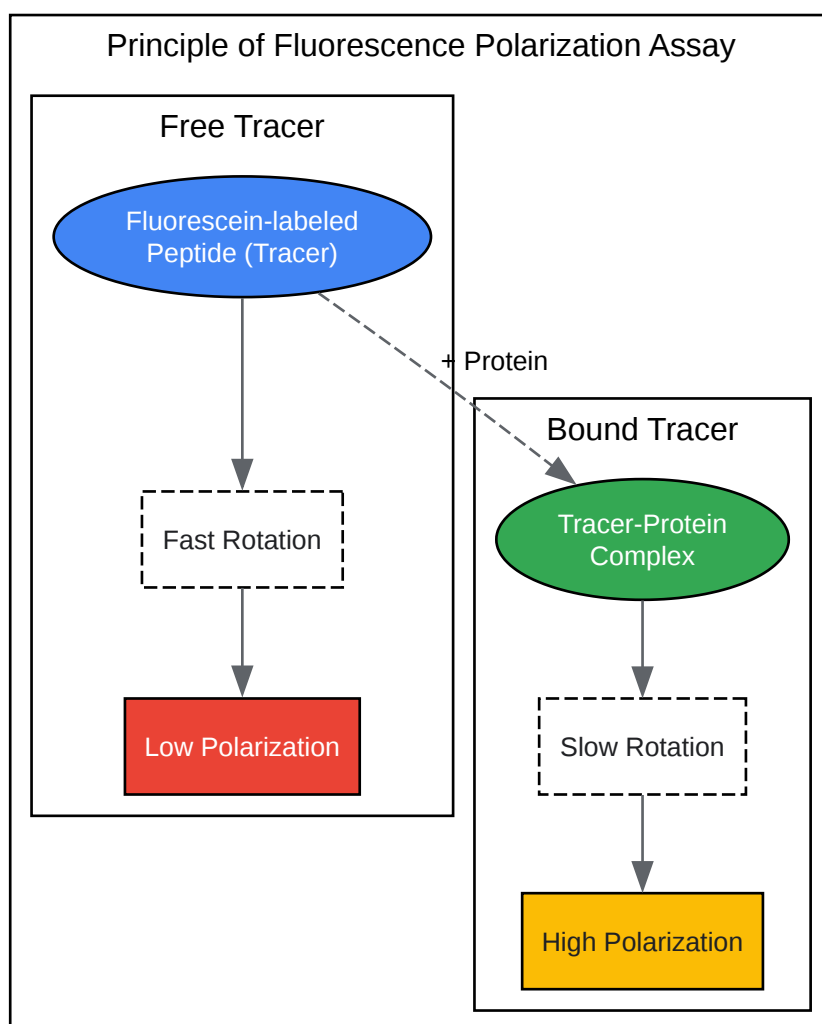 Principle of Fluorescence Polarization Assay
Free Tracer
Fluorescein-labeled
Peptide (Tracer)
Fast Rotation
Low Polarization
+ Protein
Bound Tracer
Tracer-Protein
Complex
Slow Rotation
High Polarization